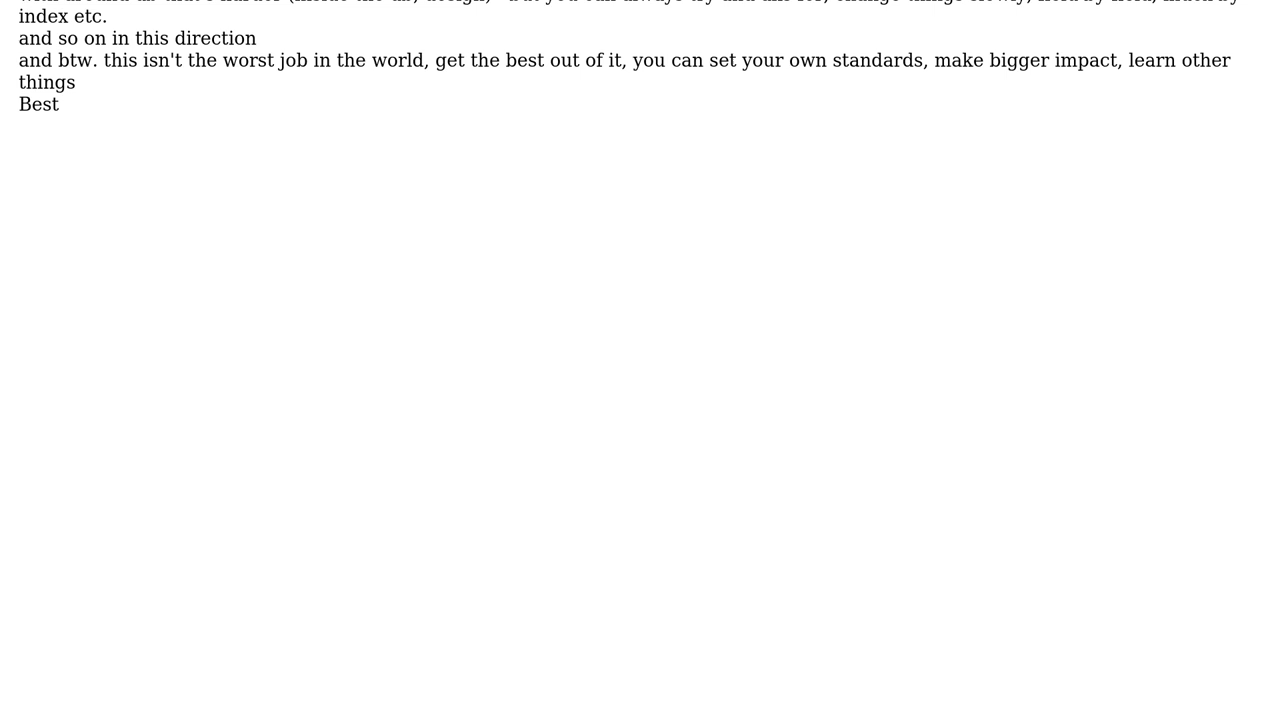 index etc.
and so on in this direction
and btw. this isn't the worst job in the world, get the best out of it, you can set your own standards, make bigger impact, learn other
things
Best